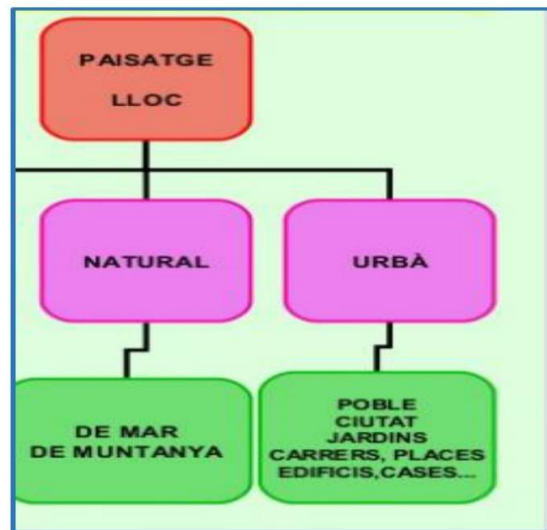 PAISATGE
LLOC
NATURAL
URBÀ
DE MAR
DE MUNTANYA
POBLE
CIUTAT
JARDINS
CARRERS, PLACES
EDIFICIS,CASES...